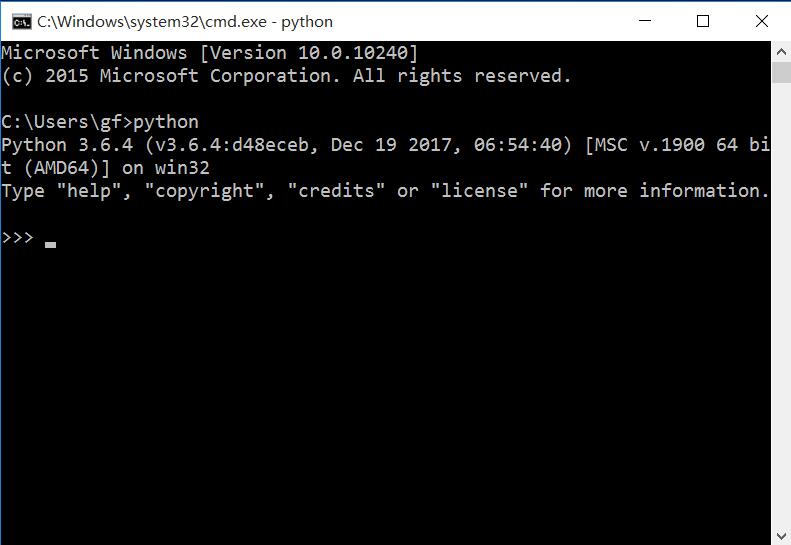 C:\Windows\system32\cmd.exe - python
Microsoft Windows [Version 10.0.10240]
(c) 2015 Microsoft Corporation. All rights reserved.
C:\Users\gf>python
Python 3.6.4 (v3.6.4:d48eceb, Dec 19 2017, 06:54:40) [MSC v.1900 64 bi
t (AMD64)] on win32
Type "help", "copyright", "credits" or "license" for more information.
>>>